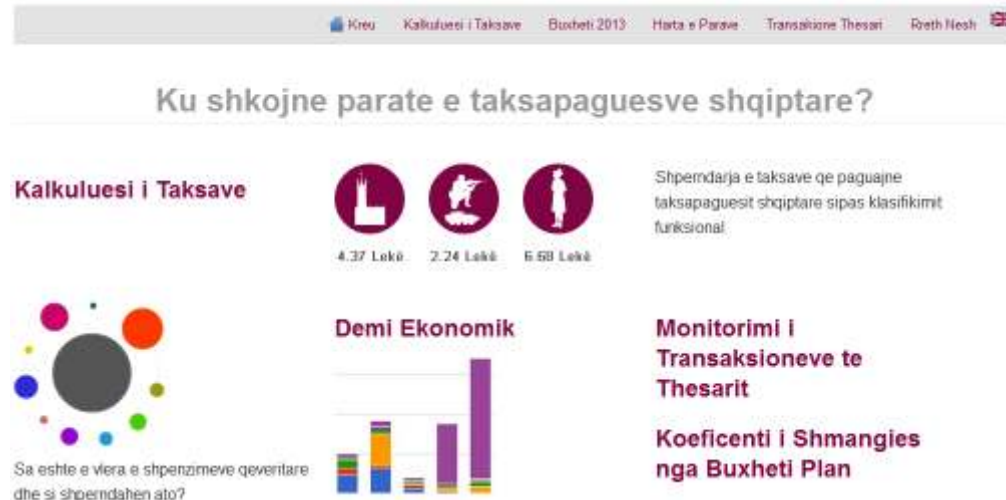 Kreu Kalkuluesi i Taksave Buxheti 2013 Harta e Parave Transaksione Thesari Rreth Nesh
Ku shkojne parate e taksapaguesve shqiptare?
Kalkuluesi i Taksave
4.37 Lekë 2.24 Lekë 6.68 Lekë
Shperndarja e taksave qe paguajne
taksapaguesit shqiptare sipas klasifikimit
funksional
Sa eshte e vlera e shpenzimeve qeveritare
dhe si shperndahen ato?
Demi Ekonomik
Monitorimi i
Transaksioneve te
Thesarit
Koeficenti i Shmangies
nga Buxheti Plan